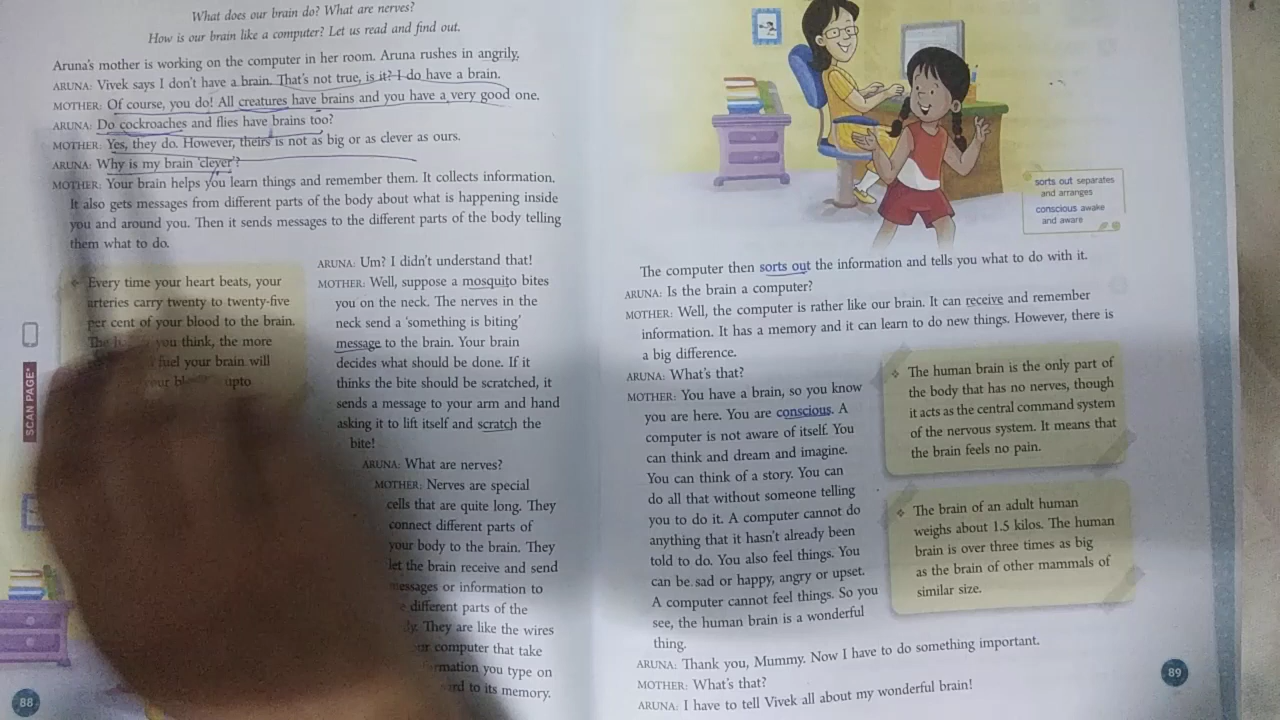 What does our brain do? What are nerves?
How is our brain like a computer? Let us read and find out.
Aruna's mother is working on the computer in her room. Aruna rushes in angrily.
ARUNA: Vivek says I don't have a brain. That's not true, is it? I do have a brain.
MOTHER: Of course, you do! All creatures have brains and you have a very good one.
ARUNA: Do cockroaches and flies have brains too?
MOTHER: Yes, they do. However, theirs is not as big or as clever as ours.
ARUNA: Why is my brain 'clever'?
MOTHER: Your brain helps you learn things and remember them. It collects information.
It also gets messages from different parts of the body about what is happening inside
you and around you. Then it sends messages to the different parts of the body telling
them what to do.
Every time your heart beats, your
arteries carry twenty to twenty-five
per cent of your blood to the brain.
The you think, the more
fuel your brain will
upto
SCAN PAGE*
ARUNA: Um? I didn't understand that!
MOTHER: Well, suppose a mosquito bites
you on the neck. The nerves in the
neck send a 'something is biting'
message to the brain. Your brain
decides what should be done. If it
thinks the bite should be scratched, it
sends a message to your arm and hand
asking it to lift itself and scratch the
bite!
ARUNA: What are nerves?
MOTHER: Nerves are special
cells that are quite long. They
connect different parts of
your body to the brain. They
let the brain receive and send
messages or information to
different parts of the
They are like the wires
computer that take
you type on
to its memory.
88
sorts out separates
and arranges
conscious awake
and aware
The computer then sorts out the information and tells you what to do with it.
ARUNA: Is the brain a computer?
MOTHER: Well, the computer is rather like our brain. It can receive and remember
information. It has a memory and it can learn to do new things. However, there is
a big difference.
ARUNA: What's that?
MOTHER: You have a brain, so you know
you are here. You are conscious. A
computer is not aware of itself. You
can think and dream and imagine.
You can think of a story. You can
do all that without someone telling
you to do it. A computer cannot do
anything that it hasn't already been
told to do. You also feel things. You
can be sad or happy, angry or upset.
A computer cannot feel things. So you
see, the human brain is a wonderful
thing.
The human brain is the only part of
the body that has no nerves, though
it acts as the central command system
of the nervous system. It means that
the brain feels no pain.
The brain of an adult human
weighs about 1.5 kilos. The human
brain is over three times as big
as the brain of other mammals of
similar size.
ARUNA: Thank you, Mummy. Now I have to do something important.
MOTHER: What's that?
ARUNA: I have to tell Vivek all about my wonderful brain!
89